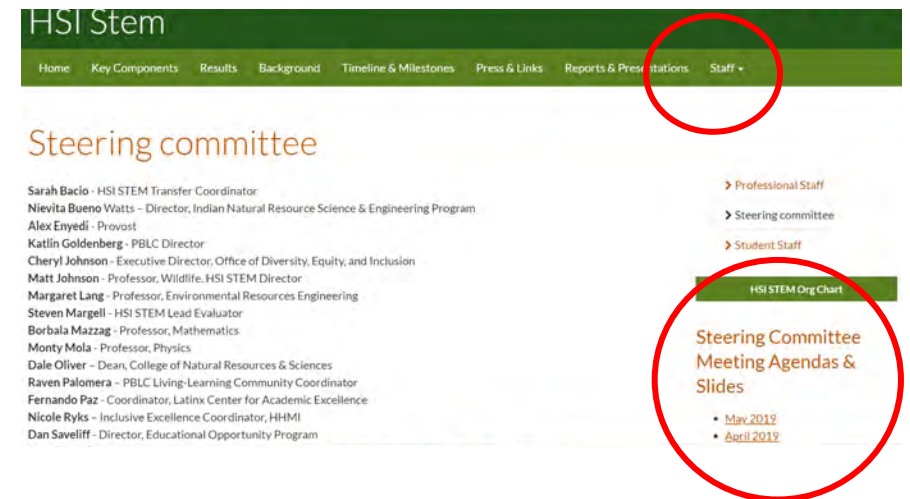 HSI Stem
Home Key Components Results Background Timeline & Milestones Press & Links Reports & Presentations Staff
Steering committee
Sarah Bacio - HSI STEM Transfer Coordinator
Nievita Bueno Watts – Director, Indian Natural Resource Science & Engineering Program
Alex Enyedi - Provost
Katlin Goldenberg - PBLC Director
Cheryl Johnson - Executive Director, Office of Diversity, Equity, and Inclusion
Matt Johnson - Professor, Wildlife. HSI STEM Director
Margaret Lang - Professor, Environmental Resources Engineering
Steven Margell - HSI STEM Lead Evaluator
Borbala Mazzag - Professor, Mathematics
Monty Mola - Professor, Physics
Dale Oliver – Dean, College of Natural Resources & Sciences
Raven Palomera – PBLC Living-Learning Community Coordinator
Fernando Paz - Coordinator, Latinx Center for Academic Excellence
Nicole Ryks – Inclusive Excellence Coordinator, HHMI
Dan Saveliff - Director, Educational Opportunity Program
Professional Staff
Steering committee
Student Staff
HSI STEM Org Chart
Steering Committee
Meeting Agendas &
Slides
• May 2019
• April 2019